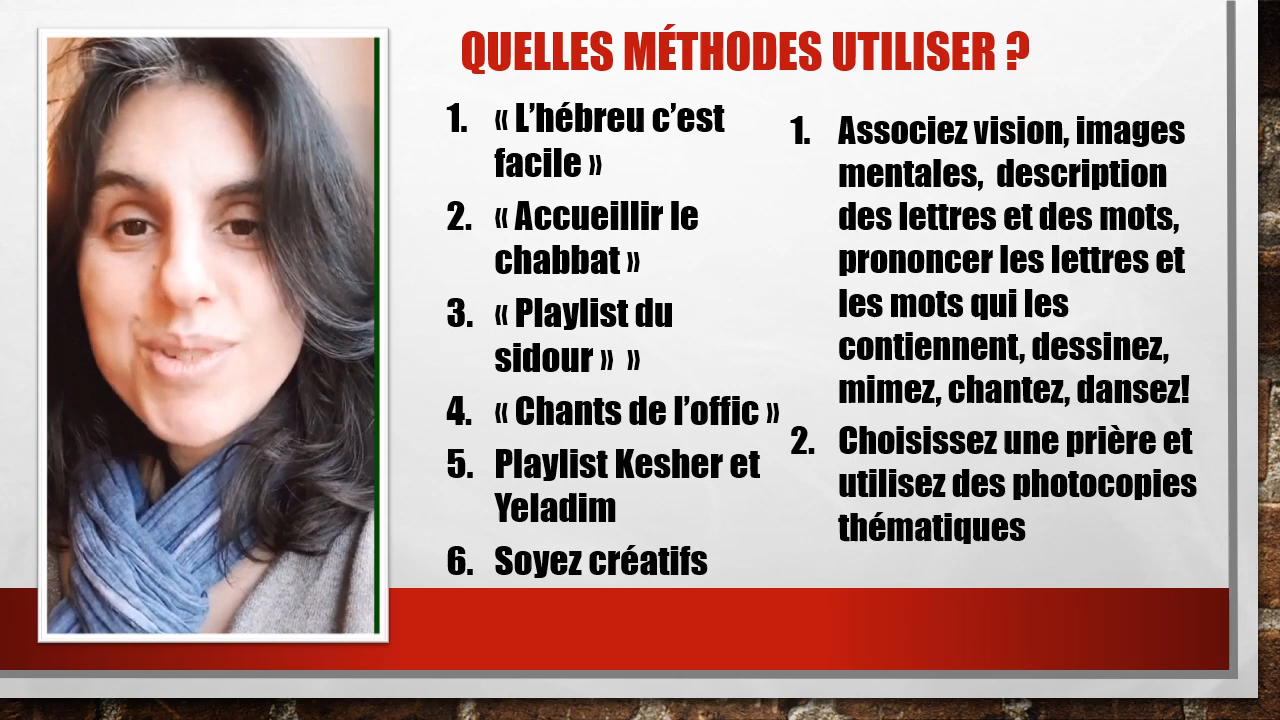 QUELLES MÉTHODES UTILISER ?
1. « L’hébreu c’est
facile »
2. « Accueillir le
chabbat »
3. « Playlist du
sidour »  »
4. « Chants de l’offic »
5. Playlist Kesher et
Yeladim
6. Soyez créatifs
1. Associez vision, images
mentales,  description
des lettres et des mots,
prononcer les lettres et
les mots qui les
contiennent, dessinez,
mimez, chantez, dansez!
2. Choisissez une prière et
utilisez des photocopies
thématiques